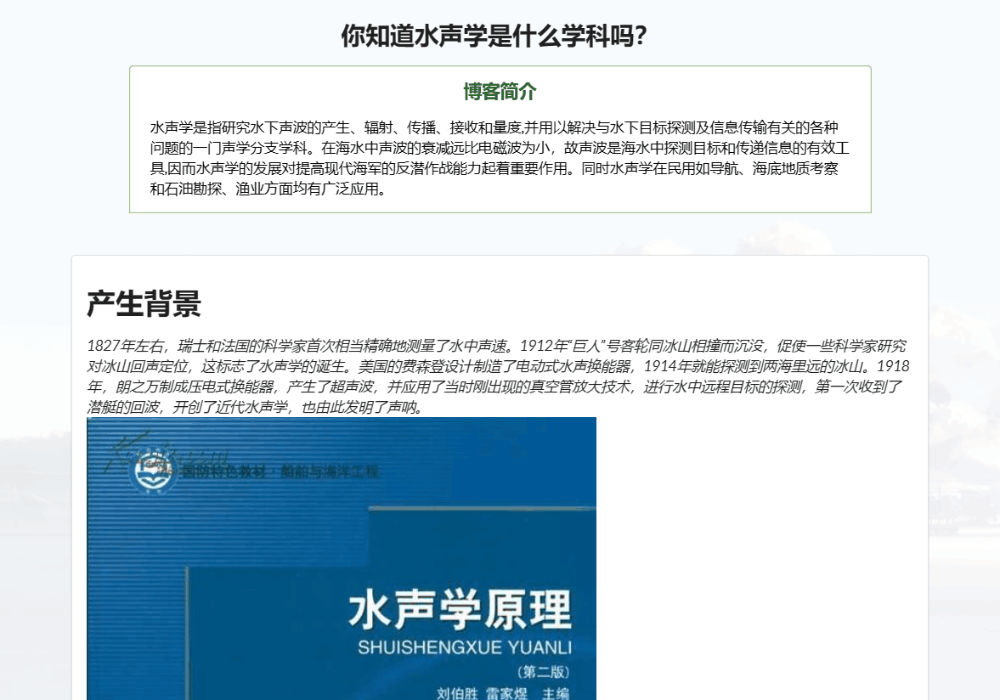 你知道水声学是什么学科吗？
博客简介
水声学是指研究水下声波的产生、辐射、传播、接收和量度,并用以解决与水下目标探测及信息传输有关的各种
问题的一门声学分支学科。在海水中声波的衰减远比电磁波为小，故声波是海水中探测目标和传递信息的有效工
具,因而水声学的发展对提高现代海军的反潜作战能力起着重要作用。同时水声学在民用如导航、海底地质考察
和石油勘探、渔业方面均有广泛应用。
产生背景
1827年左右，瑞士和法国的科学家首次相当精确地测量了水中声速。1912年“巨人”号客轮同冰山相撞而沉没，促使一些科学家研究
对冰山回声定位，这标志了水声学的诞生。美国的费森登设计制造了电动式水声换能器，1914年就能探测到两海里远的冰山。1918
年，朗之万制成压电式换能器，产生了超声波，并应用了当时刚出现的真空管放大技术，进行水中远程目标的探测，第一次收到了
潜艇的回波，开创了近代水声学，也由此发明了声呐。
国防特色教材·船舶与海洋工程
水声学原理
SHUISHENGXUE YUANLI
（第二版）
刘伯胜 雷家煜 主编